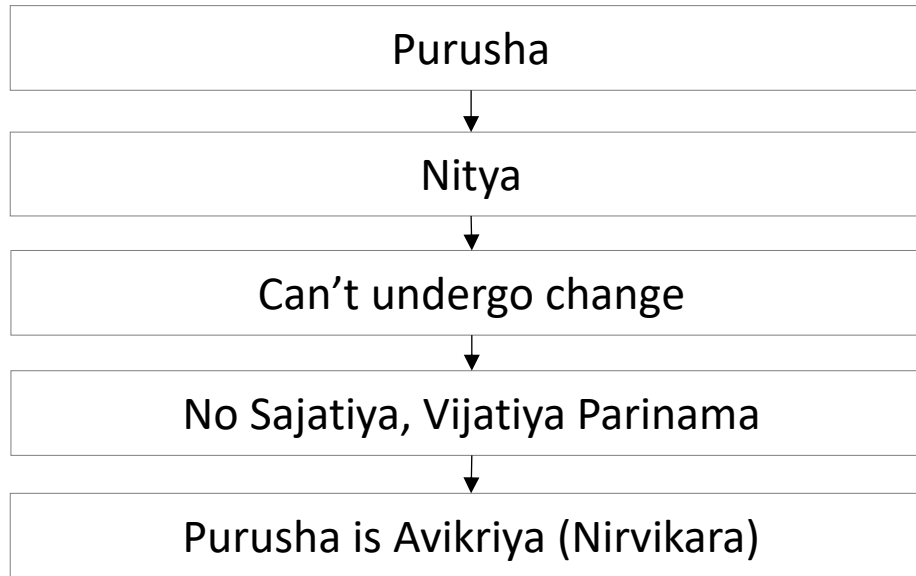 Purusha
Nitya
Can’t undergo change
No Sajatiya, Vijatiya Parinama
Purusha is Avikriya (Nirvikara)